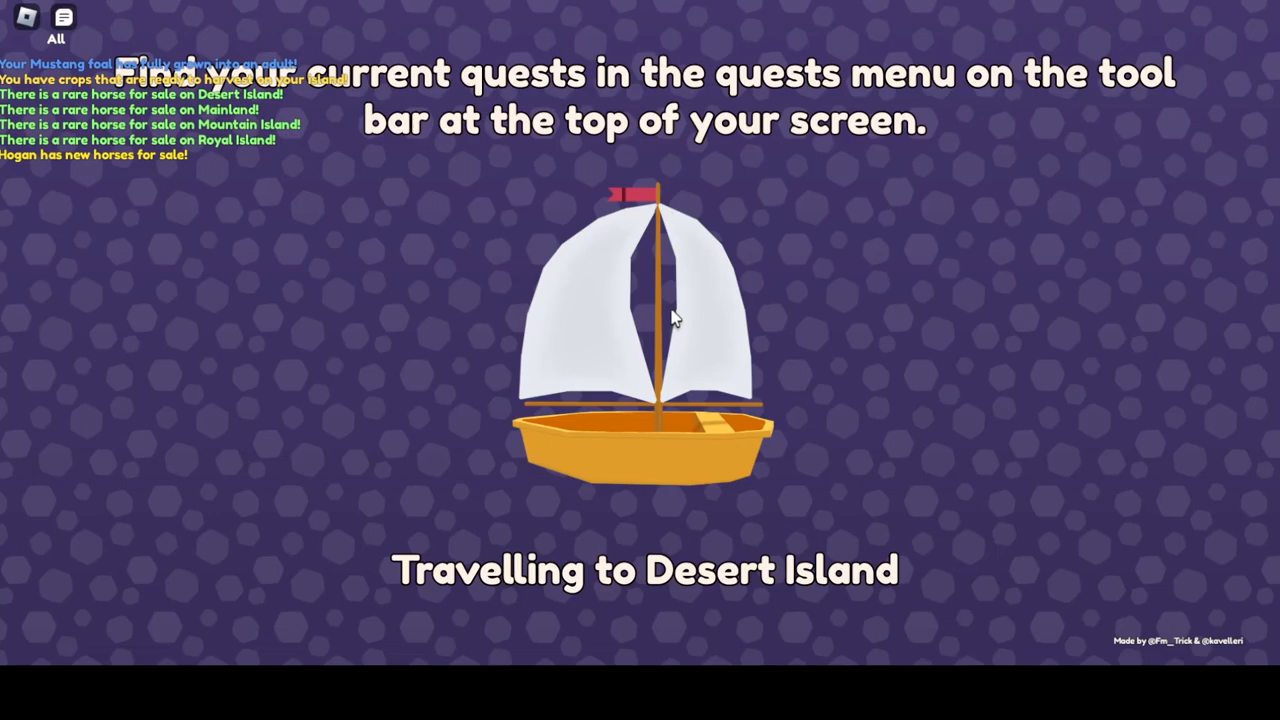 All
Your Mustang foal has fully grown into an adult!
You have crops that are ready to harvest on your island!
There is a rare horse for sale on Desert Island!
There is a rare horse for sale on Mainland!
There is a rare horse for sale on Mountain Island!
There is a rare horse for sale on Royal Island!
Hogan has new horses for sale!
Find your current quests in the quests menu on the tool
bar at the top of your screen.
Travelling to Desert Island
Made by @Fm_Trick & @kavelleri